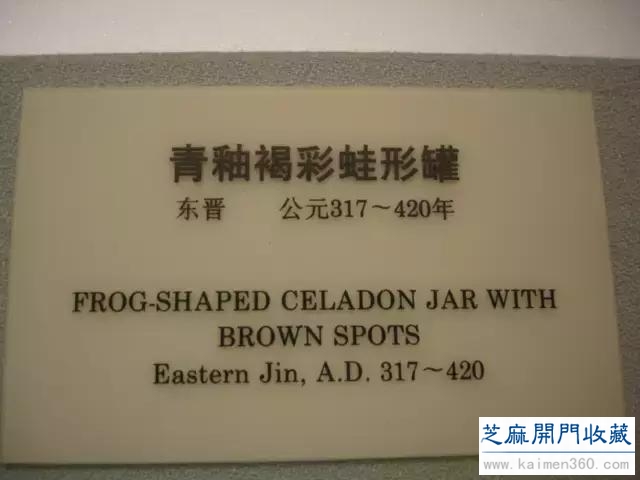 青釉褐彩蛙形罐
东晋 公元317～420年
FROG-SHAPED CELADON JAR WITH
BROWN SPOTS
Eastern Jin, A.D. 317～420
芝麻開門收藏
www.kaimen360.com